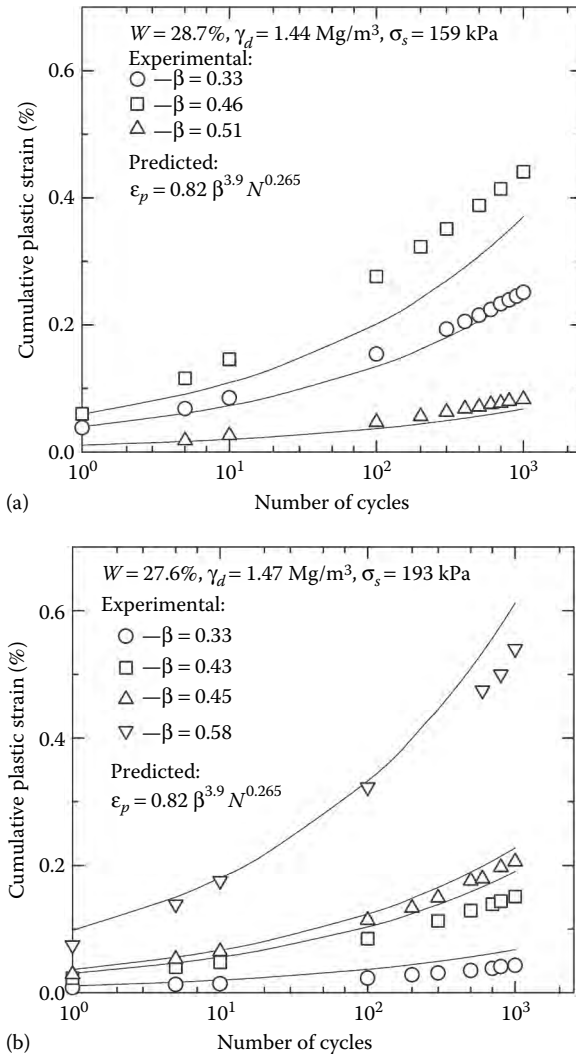 W = 28.7%, γd = 1.44 Mg/m³, σs = 159 kPa
Experimental:
—β = 0.33
—β = 0.46
—β = 0.51
Predicted:
εp = 0.82 β^3.9 N^0.265
0.6
0.4
0.2
0.0
Cumulative plastic strain (%)
10⁰ 10¹ 10² 10³
Number of cycles
(a)
W = 27.6%, γd = 1.47 Mg/m³, σs = 193 kPa
Experimental:
—β = 0.33
—β = 0.43
—β = 0.45
—β = 0.58
Predicted:
εp = 0.82 β^3.9 N^0.265
0.6
0.4
0.2
0.0
Cumulative plastic strain (%)
10⁰ 10¹ 10² 10³
Number of cycles
(b)